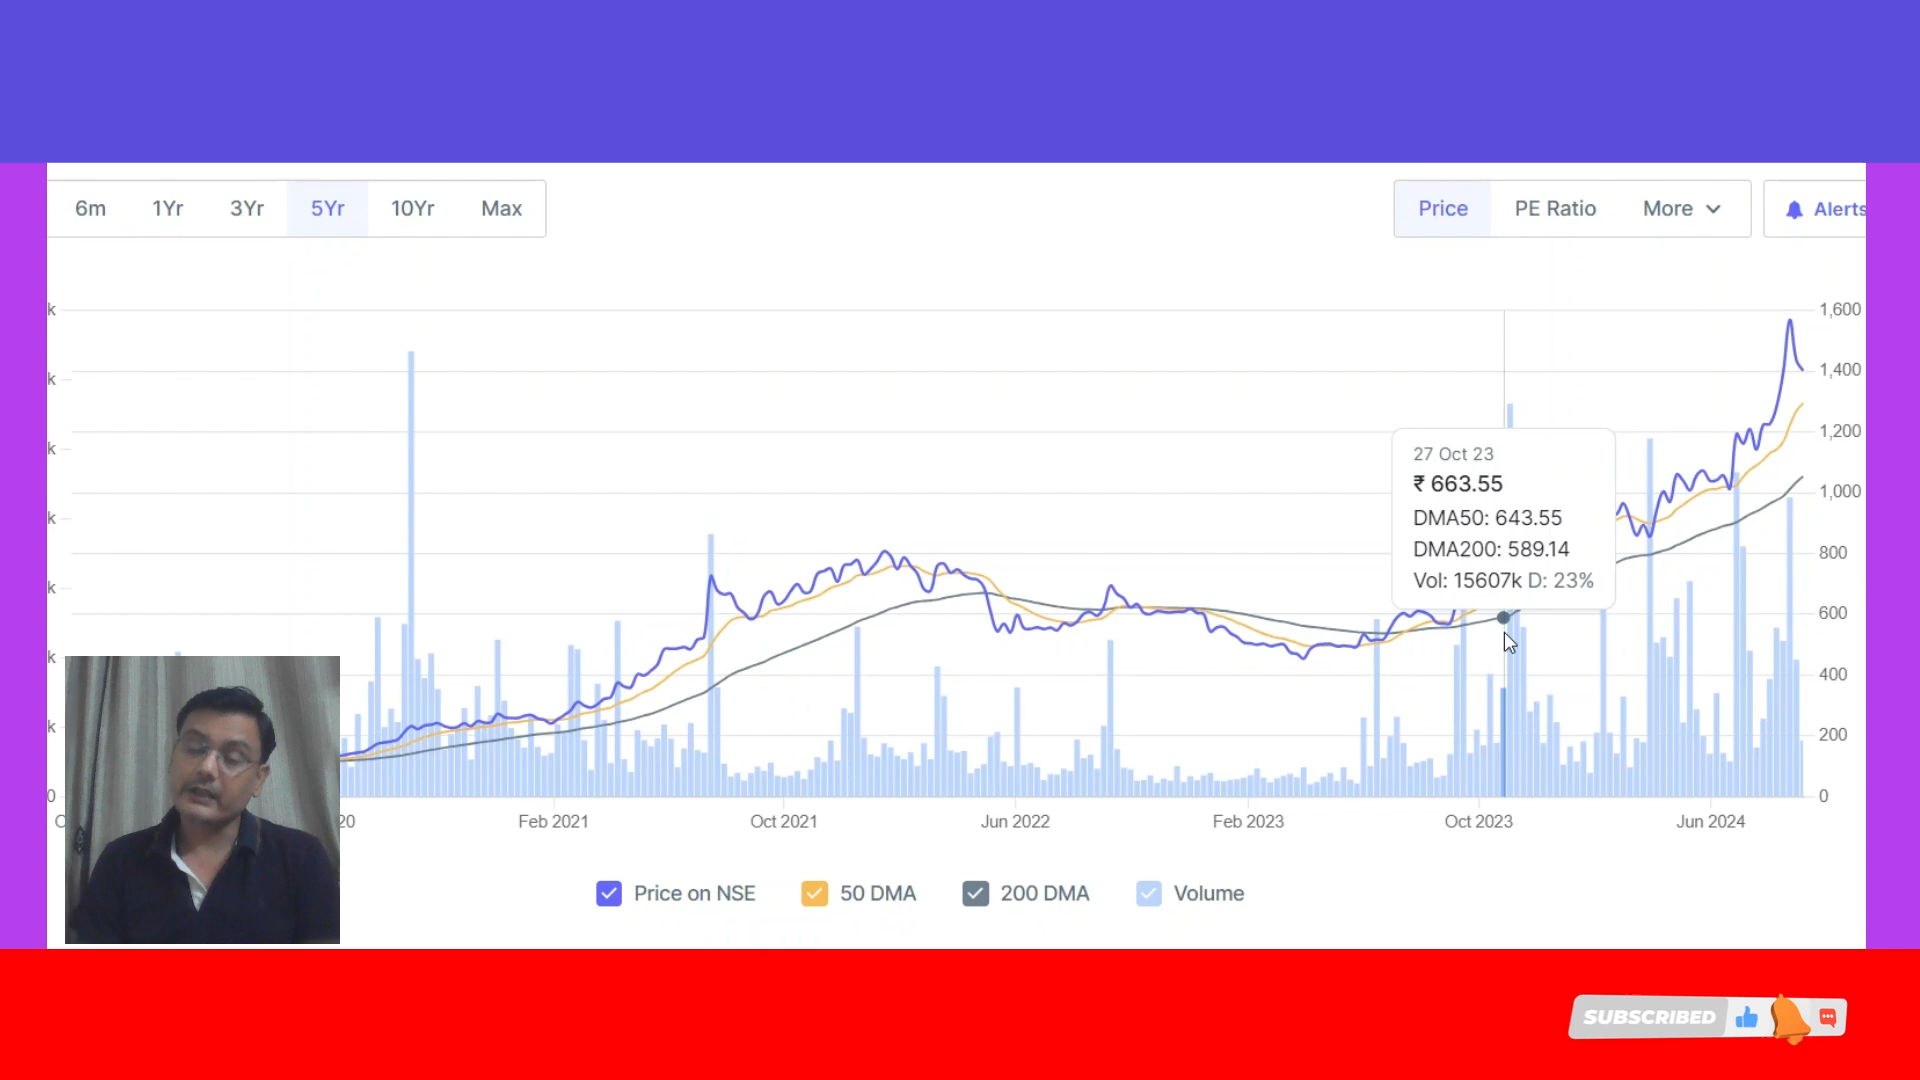 6m 1Yr 3Yr 5Yr 10Yr Max Price PE Ratio More Alerts
k 1,600
k 1,400
k 1,200
k 1,000
27 Oct 23
₹ 663.55
DMA50: 643.55
DMA200: 589.14
Vol: 15607k D: 23%
800
k 600
k 400
k 200
0 0
20 Feb 2021 Oct 2021 Jun 2022 Feb 2023 Oct 2023 Jun 2024
Price on NSE 50 DMA 200 DMA Volume
SUBSCRIBED